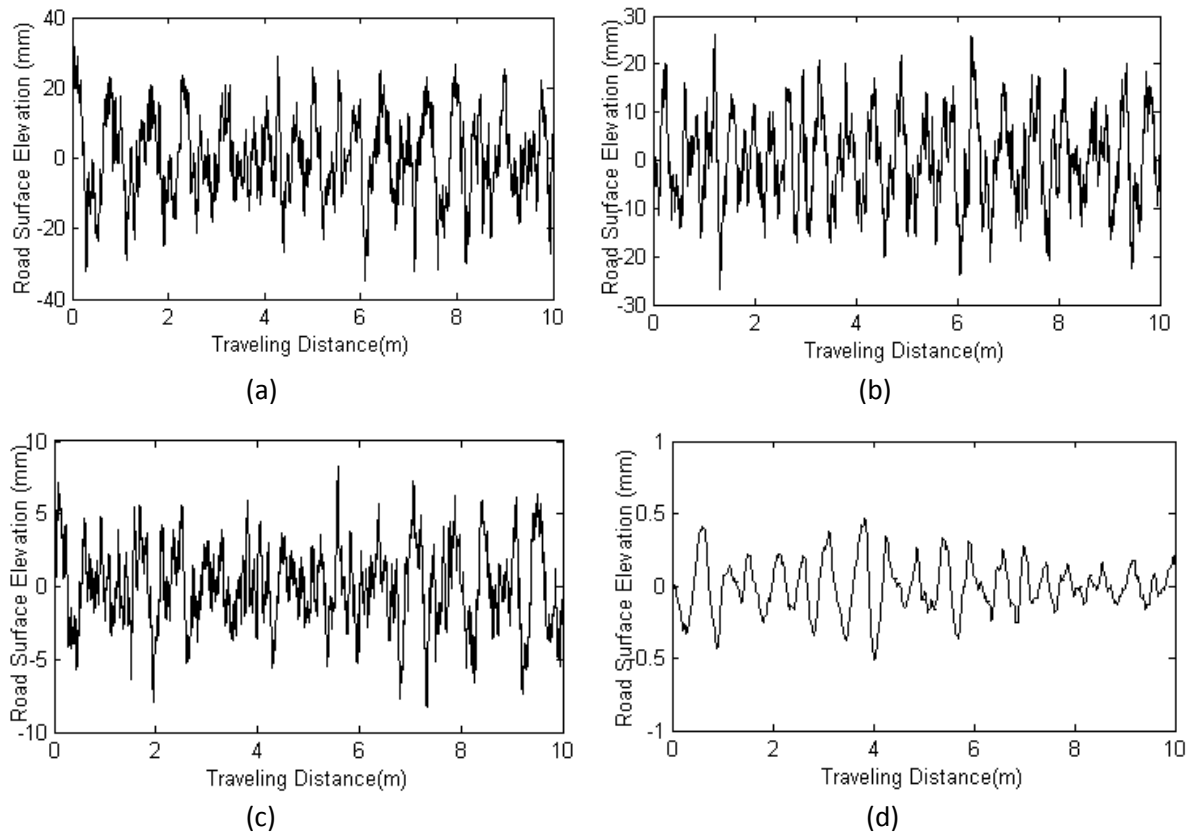 40
20
0
-20
-40
Road Surface Elevation (mm)
0 2 4 6 8 10
Traveling Distance(m)
(a)
30
20
10
0
-10
-20
-30
Road Surface Elevation (mm)
0 2 4 6 8 10
Traveling Distance(m)
(b)
10
5
0
-5
-10
Road Surface Elevation (mm)
0 2 4 6 8 10
Traveling Distance(m)
(c)
1
0.5
0
0.5
-1
Road Surface Elevation (mm)
0 2 4 6 8 10
Traveling Distance(m)
(d)